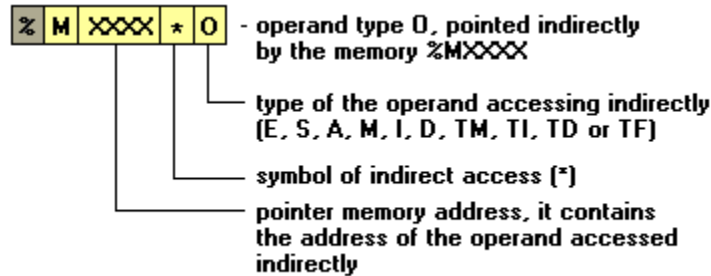 % M XXXX * O - operand type O, pointed indirectly
by the memory %MXXXX
type of the operand accessing indirectly
(E, S, A, M, I, D, TM, TI, TD or TF)
symbol of indirect access (*)
pointer memory address, it contains
the address of the operand accessed
indirectly